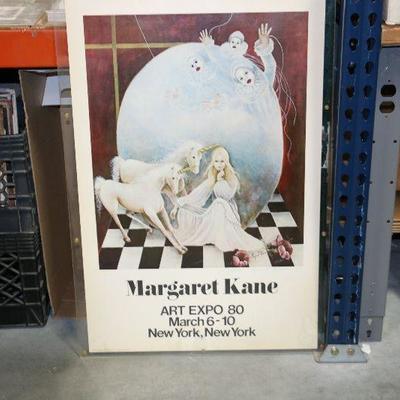 Margaret Kane
ART EXPO 80
March 6-10
New York, New York